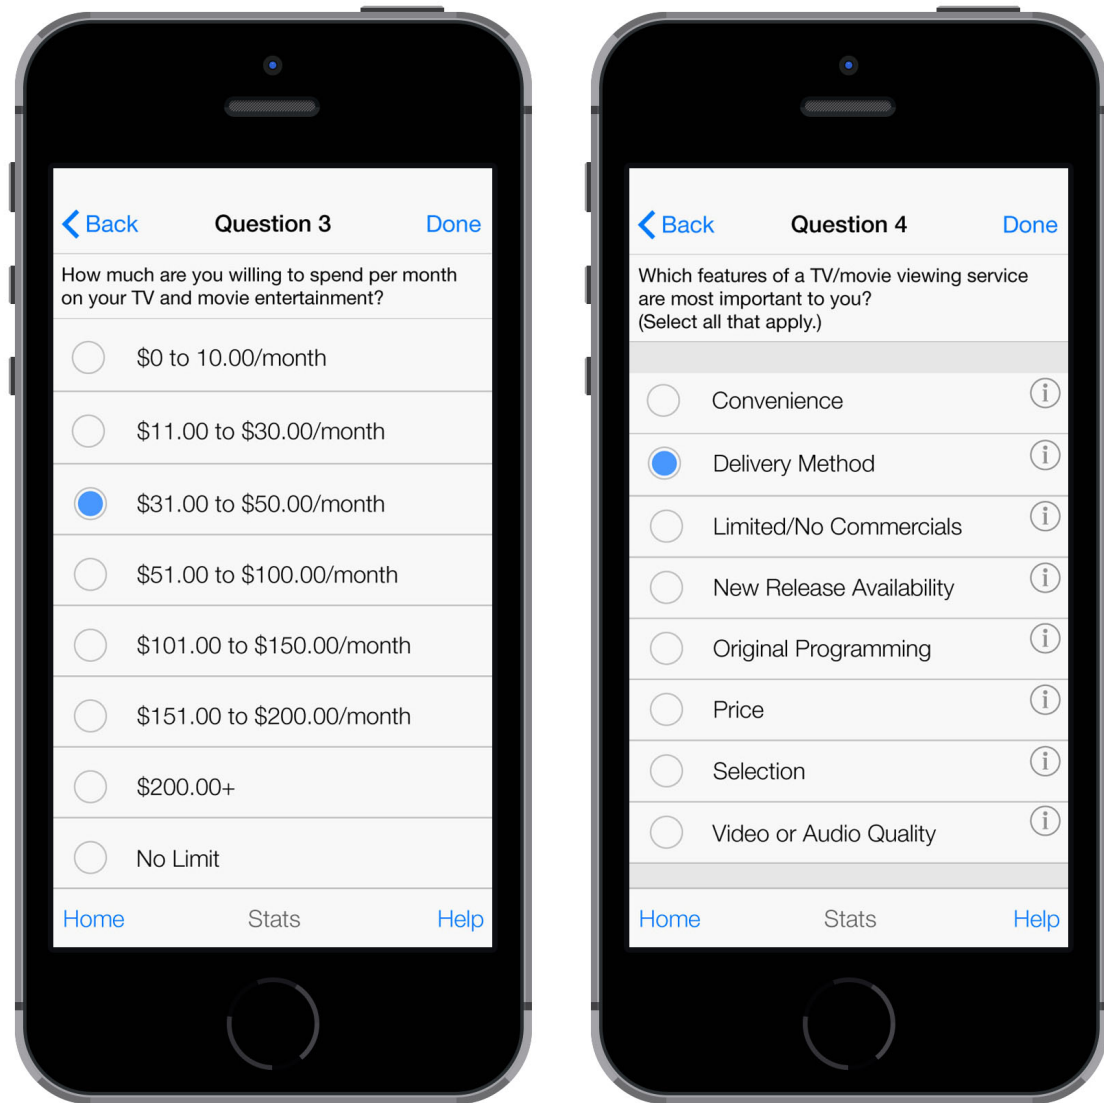 Back Question 3 Done
How much are you willing to spend per month
on your TV and movie entertainment?
$0 to 10.00/month
$11.00 to $30.00/month
$31.00 to $50.00/month
$51.00 to $100.00/month
$101.00 to $150.00/month
$151.00 to $200.00/month
$200.00+
No Limit
Home Stats Help
Back Question 4 Done
Which features of a TV/movie viewing service
are most important to you?
(Select all that apply.)
Convenience i
Delivery Method i
Limited/No Commercials i
New Release Availability i
Original Programming i
Price i
Selection i
Video or Audio Quality i
Home Stats Help